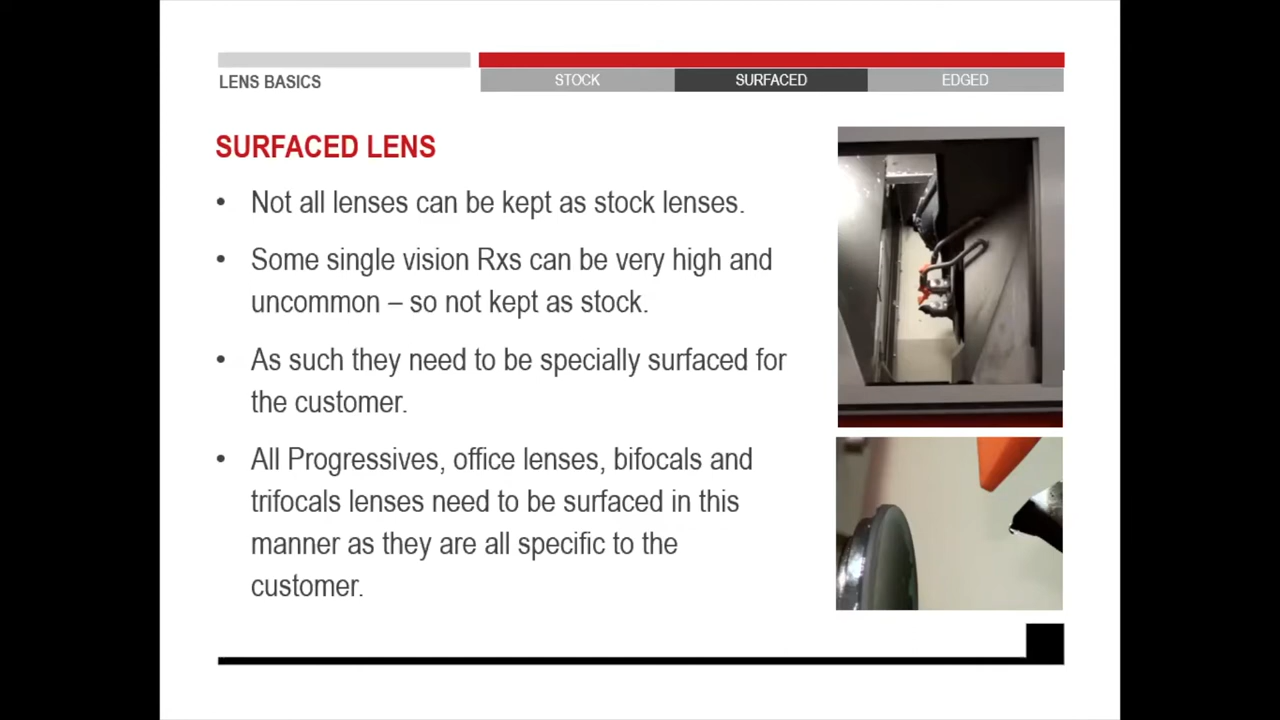 LENS BASICS
STOCK
SURFACED
EDGED
SURFACED LENS
• Not all lenses can be kept as stock lenses.
• Some single vision Rxs can be very high and
uncommon – so not kept as stock.
• As such they need to be specially surfaced for
the customer.
• All Progressives, office lenses, bifocals and
trifocals lenses need to be surfaced in this
manner as they are all specific to the
customer.